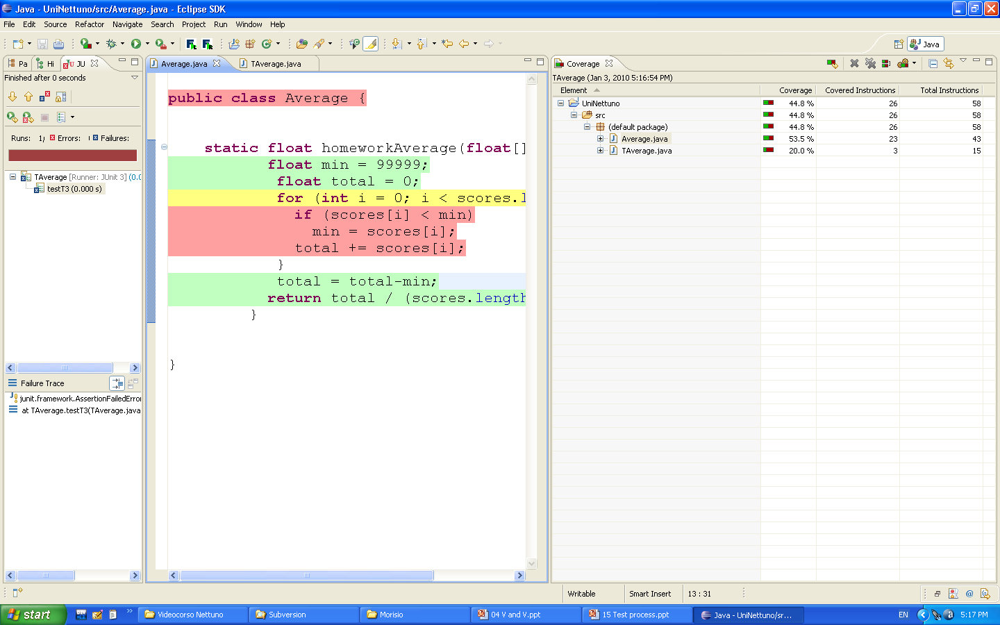 Java - UniNettuno/src/Average.java - Eclipse SDK
File Edit Source Refactor Navigate Search Project Run Window Help
Java
Pa Hi JU
Finished after 0 seconds
Runs: 1/ Errors: Failures:
TAverage [Runner: JUnit 3] (0.0
testT3 (0.000 s)
Failure Trace
junit.framework.AssertionFailedError
at TAverage.testT3(TAverage.java
Average.java TAverage.java
public class Average {
static float homeworkAverage(float[]
float min = 99999;
float total = 0;
for (int i = 0; i < scores.l
if (scores[i] < min)
min = scores[i];
total += scores[i];
}
total = total-min;
return total / (scores.length
}
}
Coverage
TAverage (Jan 3, 2010 5:16:54 PM)
Element Coverage Covered Instructions Total Instructions
UniNettuno 44.8 % 26 58
src 44.8 % 26 58
(default package) 44.8 % 26 58
Average.java 53.5 % 23 43
TAverage.java 20.0 % 3 15
Writable Smart Insert 13 : 31
start Videocorso Nettuno Subversion Morisio 04 V and V.ppt 15 Test process.ppt Java - UniNettuno/sr... EN 5:17 PM